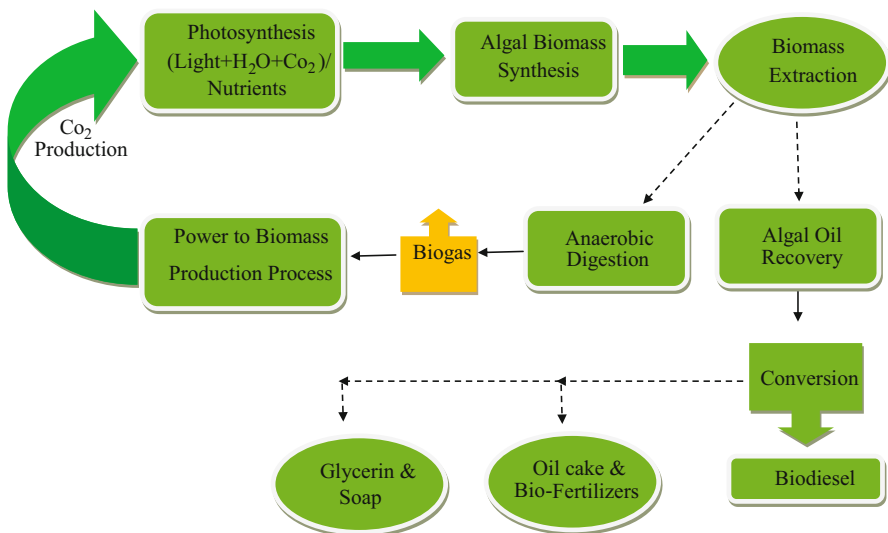 Photosynthesis
(Light+H₂O+Co₂)/
Nutrients
Algal Biomass
Synthesis
Biomass
Extraction
Co₂
Production
Power to Biomass
Production Process
Biogas
Anaerobic
Digestion
Algal Oil
Recovery
Conversion
Glycerin &
Soap
Oil cake &
Bio-Fertilizers
Biodiesel